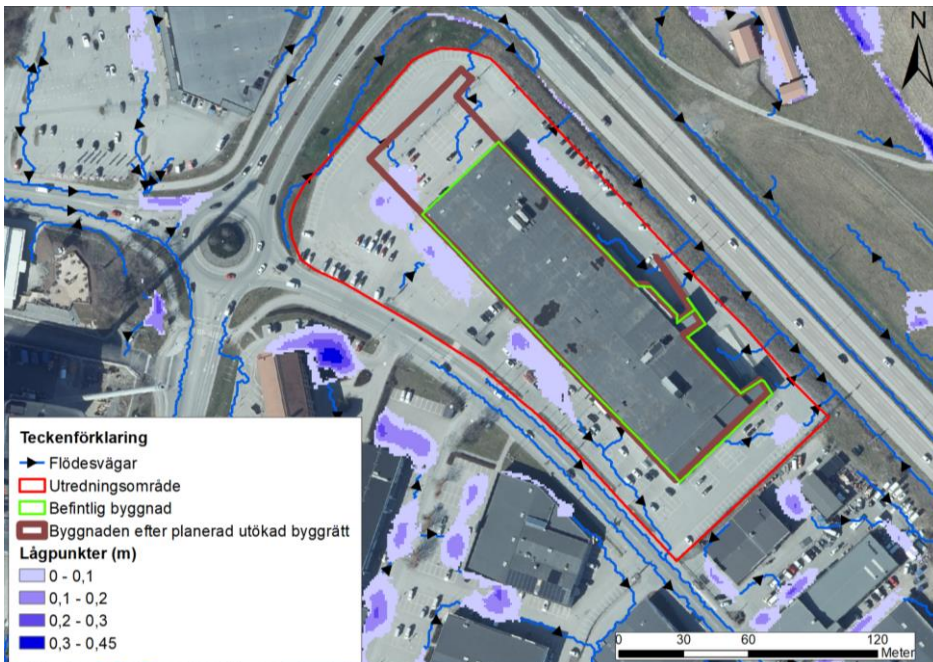 N
Teckenförklaring
Flödesvägar
Utredningsområde
Befintlig byggnad
Byggnaden efter planerad utökad byggrätt
Lågpunkter (m)
0 - 0,1
0,1 - 0,2
0,2 - 0,3
0,3 - 0,45
0 30 60 120
Meter